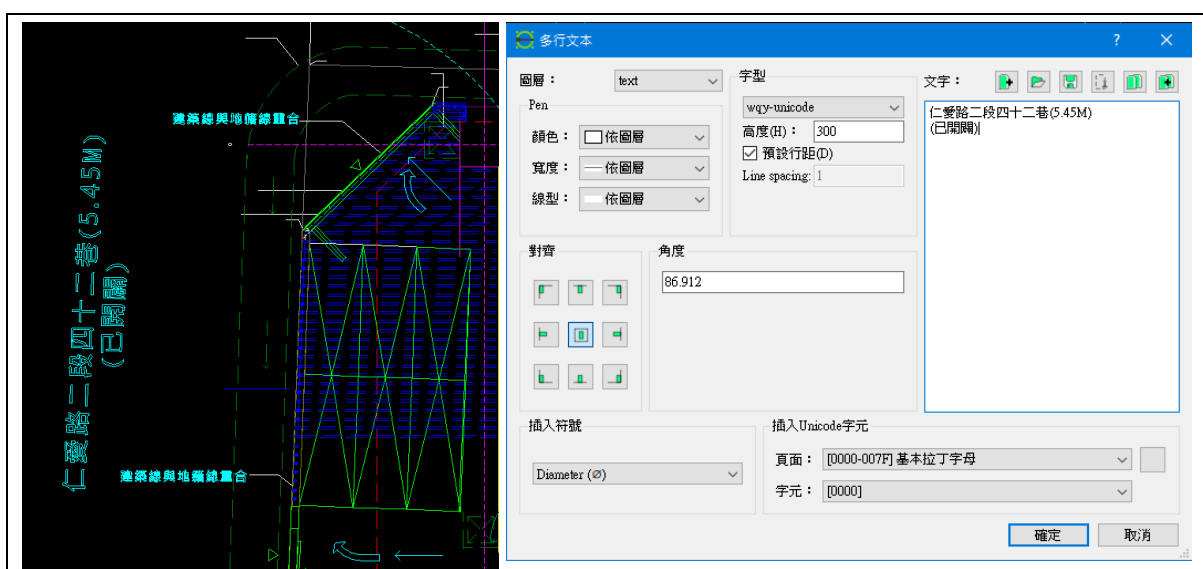 建築線與地籍線重合
仁愛路二段四十二巷(5.45M)
(已開闢)
建築線與地籍線重合
多行文本
? ×
圖層：
text
Pen
顏色：
依圖層
寬度：
依圖層
線型：
依圖層
字型
wqy-unicode
高度(H)：
300
預設行距(D)
Line spacing:
1
文字：
仁愛路二段四十二巷(5.45M)
(已開闢)
對齊
角度
86.912
插入符號
Diameter (∅)
插入Unicode字元
頁面：
[0000-007F] 基本拉丁字母
字元：
[0000]
確定
取消